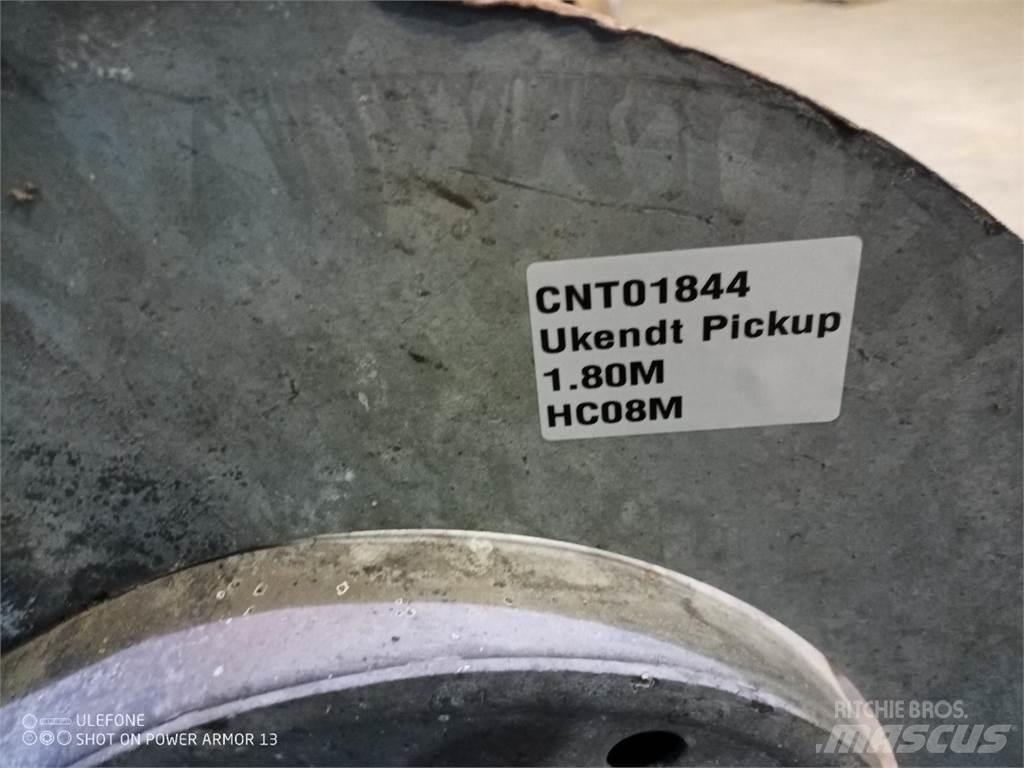 CNT01844
Ukendt Pickup
1.80M
HC08M
ULEFONE
SHOT ON POWER ARMOR 13
RITCHIE BROS.
MASCUS